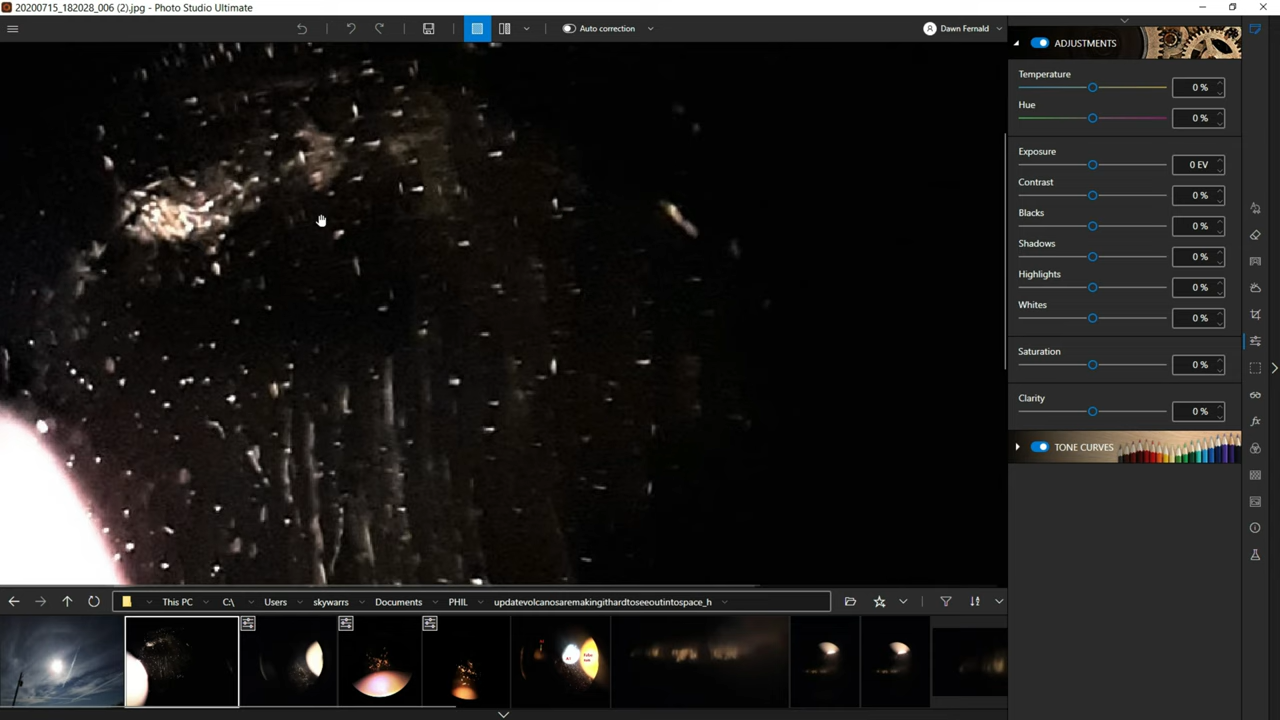 20200715_182028_006 (2).jpg - Photo Studio Ultimate
Auto correction
Dawn Fernald
ADJUSTMENTS
Temperature
0 %
Hue
0 %
Exposure
0 EV
Contrast
0 %
Blacks
0 %
Shadows
0 %
Highlights
0 %
Whites
0 %
Saturation
0 %
Clarity
0 %
TONE CURVES
This PC C:\ Users skywarrs Documents PHIL updatevolcanosaremakingithardtoseeoutintospace_h